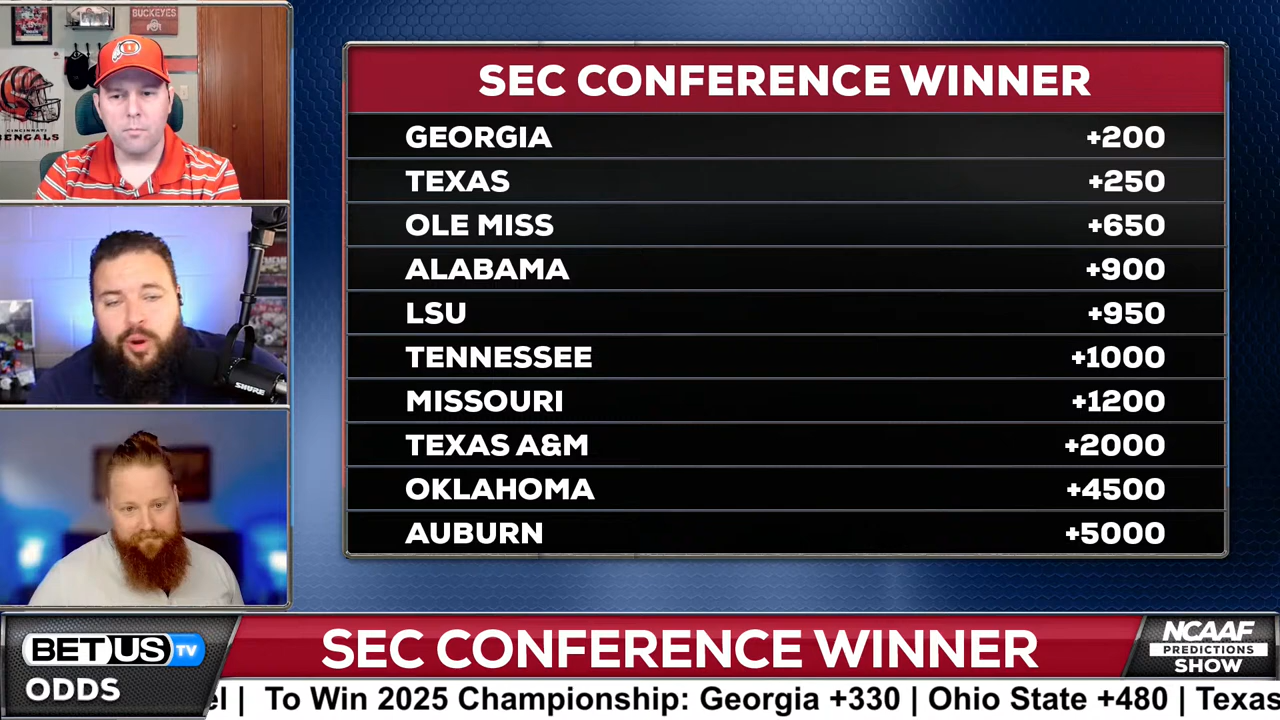 BUCKEYES
CINCINNATI
BENGALS
SHURE
SEC CONFERENCE WINNER
GEORGIA +200
TEXAS +250
OLE MISS +650
ALABAMA +900
LSU +950
TENNESSEE +1000
MISSOURI +1200
TEXAS A&M +2000
OKLAHOMA +4500
AUBURN +5000
BETUS TV
ODDS
SEC CONFERENCE WINNER
NCAAF
PREDICTIONS
SHOW
el | To Win 2025 Championship: Georgia +330 | Ohio State +480 | Texas